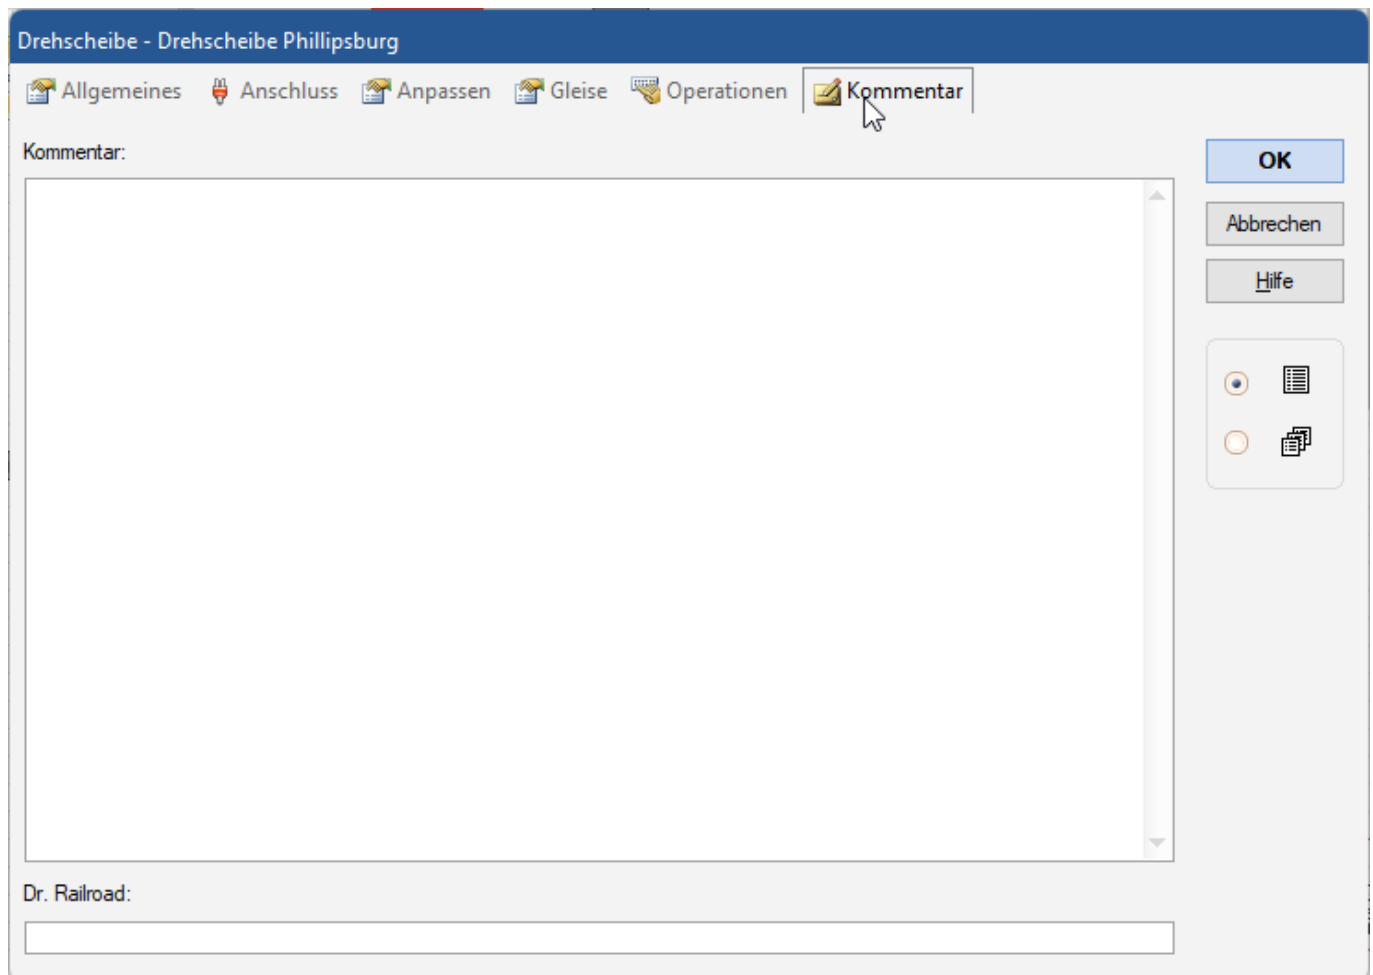 Drehscheibe - Drehscheibe Phillipsburg
Allgemeines Anschluss Anpassen Gleise Operationen Kommentar
Kommentar:
OK
Abbrechen
Hilfe
Dr. Railroad: